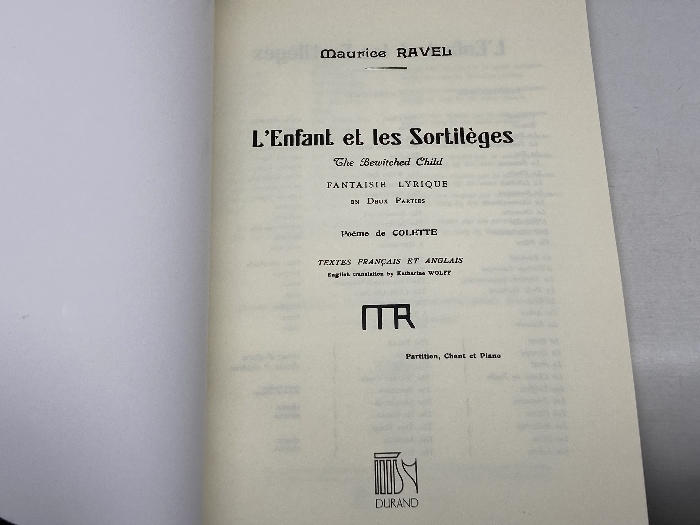 Maurice RAVEL
L'Enfant et les Sortilèges
The Bewitched Child
FANTAISIE LYRIQUE
EN DEUX PARTIES
Poème de COLETTE
TEXTES FRANÇAIS ET ANGLAIS
English translation by Katharine WOLFF
MR
Partition, Chant et Piano
DURAND